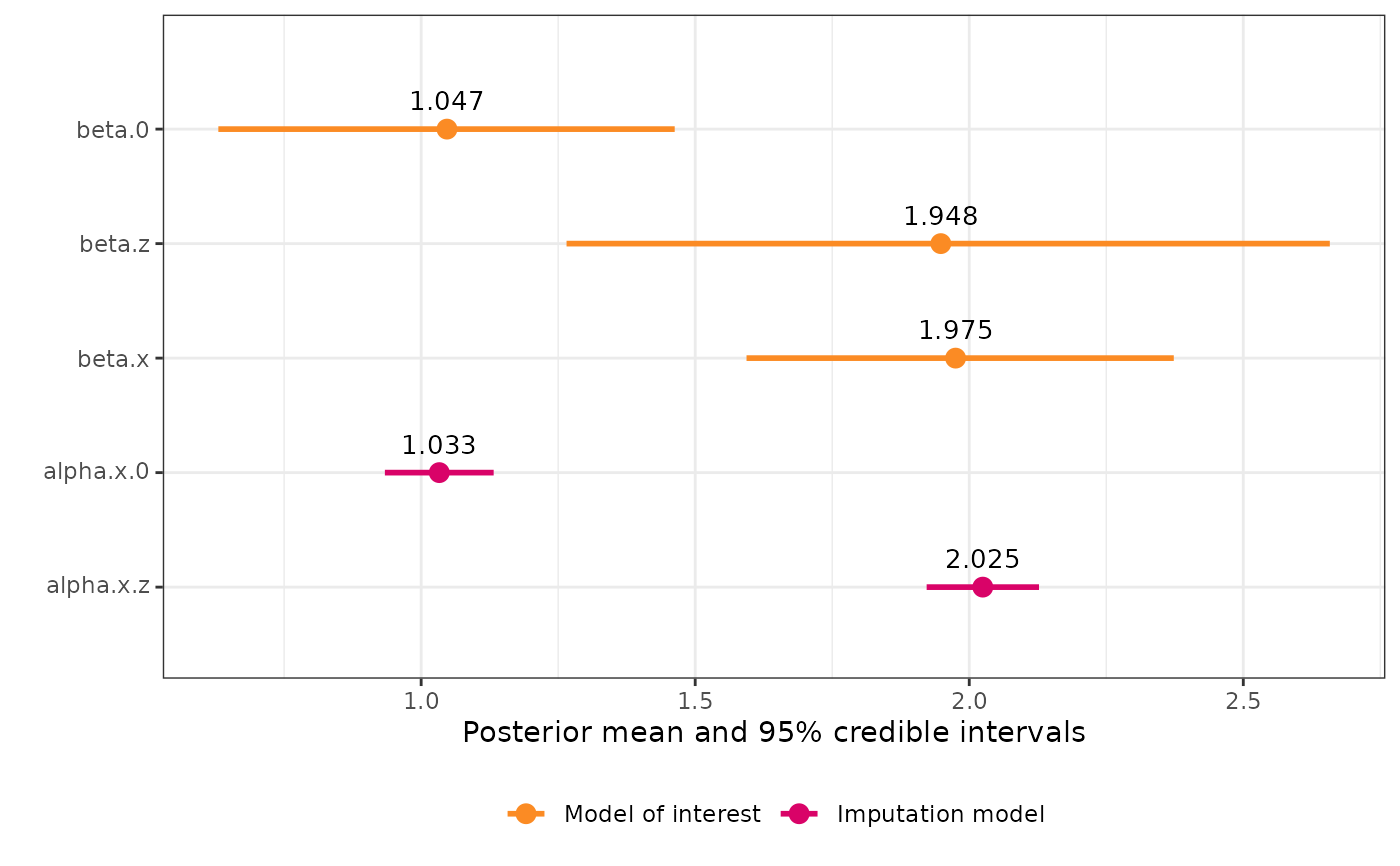 1.047
beta.0
1.948
beta.z
1.975
beta.x
1.033
alpha.x.0
2.025
alpha.x.z
1.0 1.5 2.0 2.5
Posterior mean and 95% credible intervals
Model of interest Imputation model